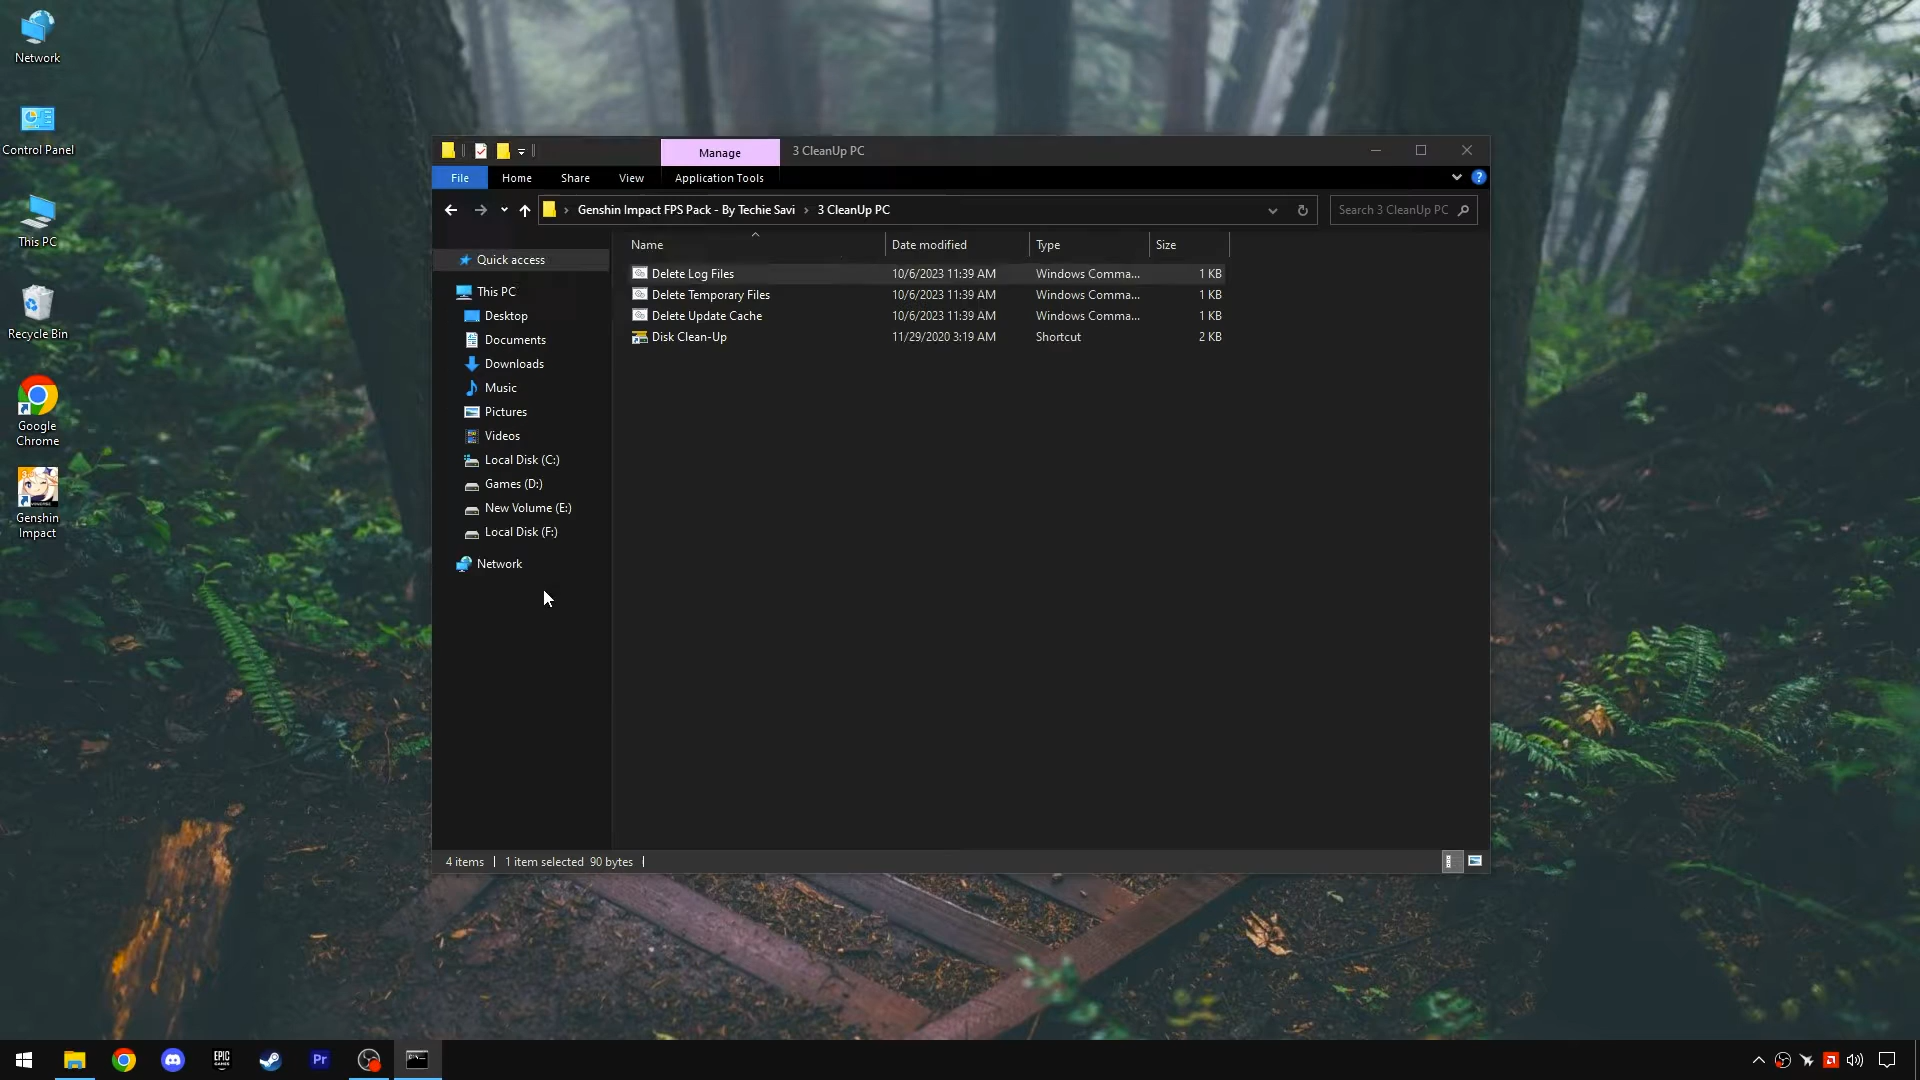 Network
Control Panel
This PC
Recycle Bin
Google
Chrome
Genshin
Impact
Manage
3 CleanUp PC
File
Home
Share
View
Application Tools
Genshin Impact FPS Pack - By Techie Savi
3 CleanUp PC
Search 3 CleanUp PC
Quick access
This PC
Desktop
Documents
Downloads
Music
Pictures
Videos
Local Disk (C:)
Games (D:)
New Volume (E:)
Local Disk (F:)
Network
Name Date modified Type Size
Delete Log Files 10/6/2023 11:39 AM Windows Comma... 1 KB
Delete Temporary Files 10/6/2023 11:39 AM Windows Comma... 1 KB
Delete Update Cache 10/6/2023 11:39 AM Windows Comma... 1 KB
Disk Clean-Up 11/29/2020 3:19 AM Shortcut 2 KB
4 items 1 item selected 90 bytes
EPIC
GAMES
Pr